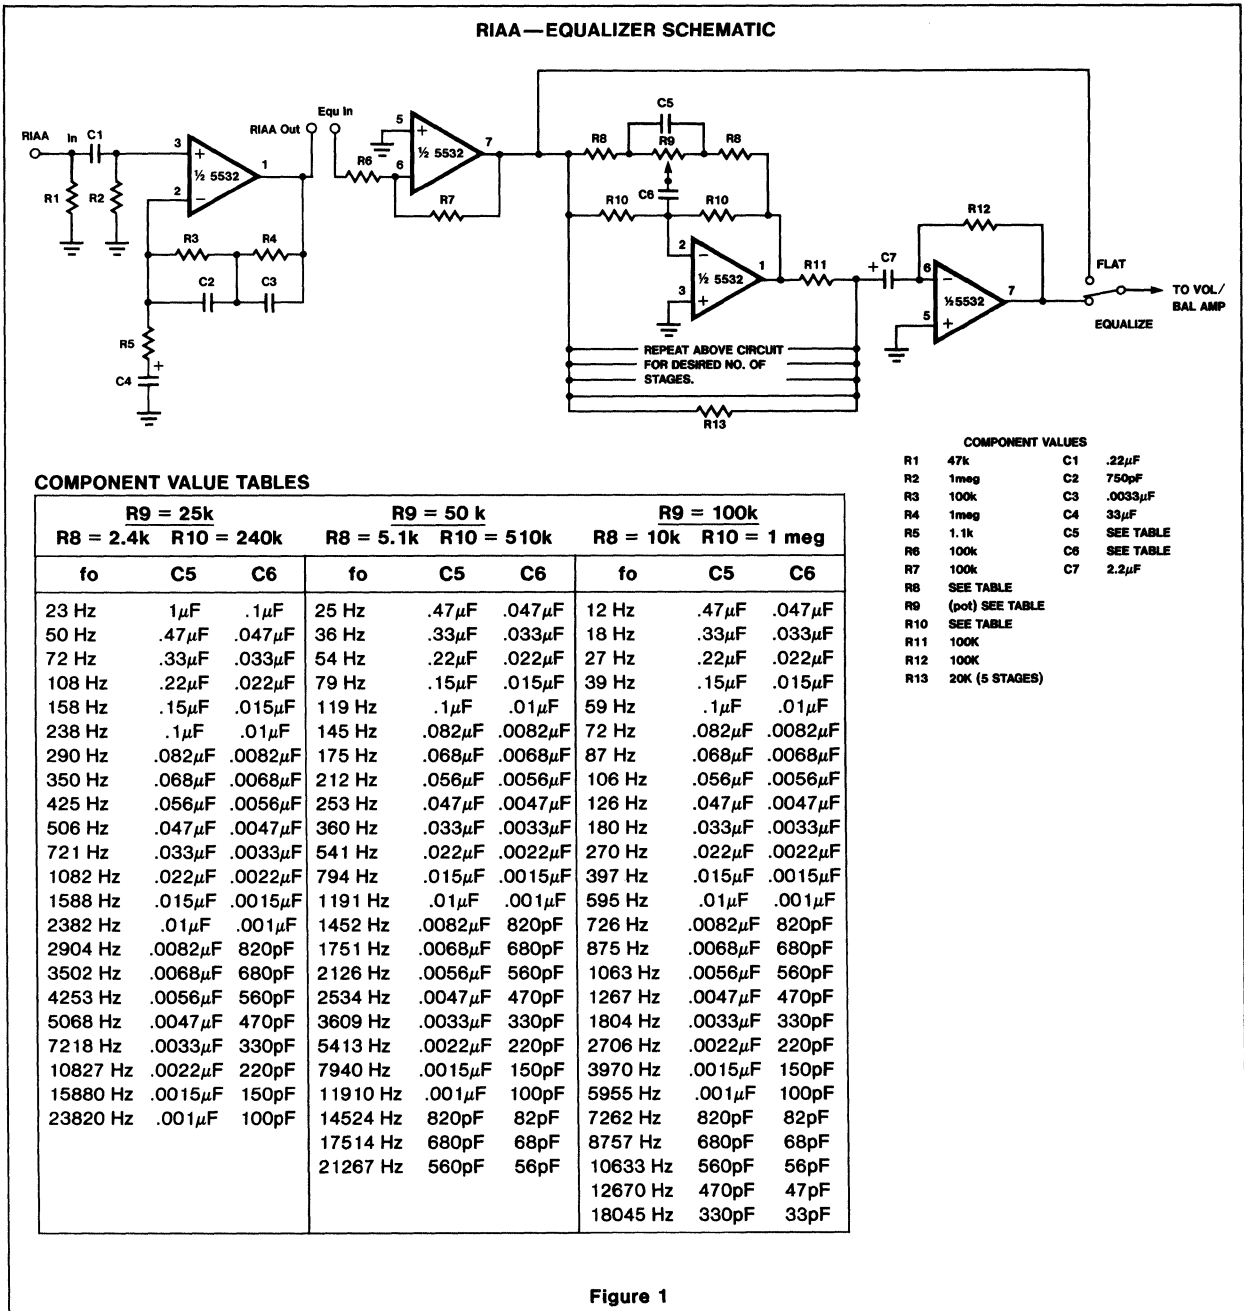 RIAA—EQUALIZER SCHEMATIC
RIAA
In
C1
R1
R2
3
+
½ 5532
1
2
−
R3
R4
C2
C3
R5
+
C4
RIAA Out
Equ In
R6
5
+
½ 5532
7
6
−
R7
C5
R8
R9
R8
C6
R10
R10
2
−
½ 5532
1
3
+
R11
REPEAT ABOVE CIRCUIT
FOR DESIRED NO. OF
STAGES.
R13
+
C7
R12
6
−
½5532
7
5
+
FLAT
EQUALIZE
TO VOL/
BAL AMP
COMPONENT VALUES
R1 47k C1 .22μF
R2 1meg C2 750pF
R3 100k C3 .0033μF
R4 1meg C4 33μF
R5 1.1k C5 SEE TABLE
R6 100k C6 SEE TABLE
R7 100k C7 2.2μF
R8 SEE TABLE
R9 (pot) SEE TABLE
R10 SEE TABLE
R11 100K
R12 100K
R13 20K (5 STAGES)
COMPONENT VALUE TABLES
R9 = 25k R9 = 50 k R9 = 100k
R8 = 2.4k R10 = 240k R8 = 5.1k R10 = 510k R8 = 10k R10 = 1 meg
fo C5 C6 fo C5 C6 fo C5 C6
23 Hz 1μF .1μF 25 Hz .47μF .047μF 12 Hz .47μF .047μF
50 Hz .47μF .047μF 36 Hz .33μF .033μF 18 Hz .33μF .033μF
72 Hz .33μF .033μF 54 Hz .22μF .022μF 27 Hz .22μF .022μF
108 Hz .22μF .022μF 79 Hz .15μF .015μF 39 Hz .15μF .015μF
158 Hz .15μF .015μF 119 Hz .1μF .01μF 59 Hz .1μF .01μF
238 Hz .1μF .01μF 145 Hz .082μF .0082μF 72 Hz .082μF .0082μF
290 Hz .082μF .0082μF 175 Hz .068μF .0068μF 87 Hz .068μF .0068μF
350 Hz .068μF .0068μF 212 Hz .056μF .0056μF 106 Hz .056μF .0056μF
425 Hz .056μF .0056μF 253 Hz .047μF .0047μF 126 Hz .047μF .0047μF
506 Hz .047μF .0047μF 360 Hz .033μF .0033μF 180 Hz .033μF .0033μF
721 Hz .033μF .0033μF 541 Hz .022μF .0022μF 270 Hz .022μF .0022μF
1082 Hz .022μF .0022μF 794 Hz .015μF .0015μF 397 Hz .015μF .0015μF
1588 Hz .015μF .0015μF 1191 Hz .01μF .001μF 595 Hz .01μF .001μF
2382 Hz .01μF .001μF 1452 Hz .0082μF 820pF 726 Hz .0082μF 820pF
2904 Hz .0082μF 820pF 1751 Hz .0068μF 680pF 875 Hz .0068μF 680pF
3502 Hz .0068μF 680pF 2126 Hz .0056μF 560pF 1063 Hz .0056μF 560pF
4253 Hz .0056μF 560pF 2534 Hz .0047μF 470pF 1267 Hz .0047μF 470pF
5068 Hz .0047μF 470pF 3609 Hz .0033μF 330pF 1804 Hz .0033μF 330pF
7218 Hz .0033μF 330pF 5413 Hz .0022μF 220pF 2706 Hz .0022μF 220pF
10827 Hz .0022μF 220pF 7940 Hz .0015μF 150pF 3970 Hz .0015μF 150pF
15880 Hz .0015μF 150pF 11910 Hz .001μF 100pF 5955 Hz .001μF 100pF
23820 Hz .001μF 100pF 14524 Hz 820pF 82pF 7262 Hz 820pF 82pF
17514 Hz 680pF 68pF 8757 Hz 680pF 68pF
21267 Hz 560pF 56pF 10633 Hz 560pF 56pF
12670 Hz 470pF 47pF
18045 Hz 330pF 33pF
Figure 1